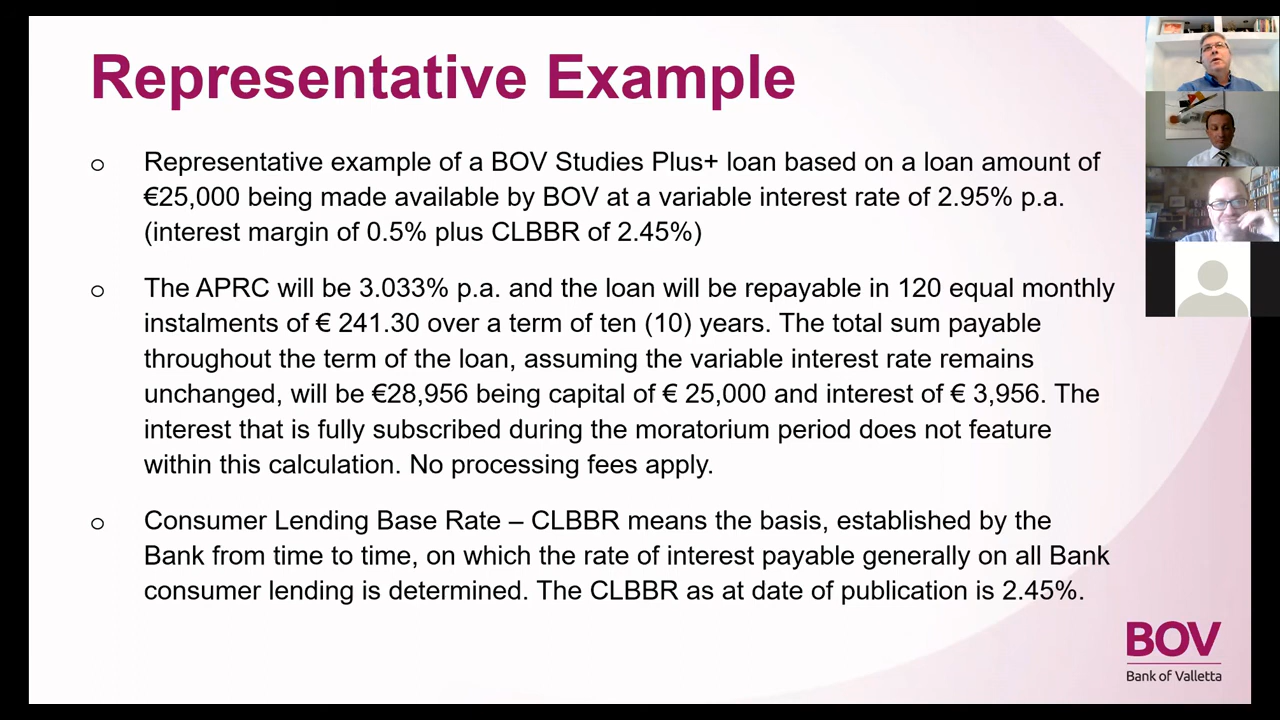 Representative Example
o Representative example of a BOV Studies Plus+ loan based on a loan amount of
€25,000 being made available by BOV at a variable interest rate of 2.95% p.a.
(interest margin of 0.5% plus CLBBR of 2.45%)
o The APRC will be 3.033% p.a. and the loan will be repayable in 120 equal monthly
instalments of € 241.30 over a term of ten (10) years. The total sum payable
throughout the term of the loan, assuming the variable interest rate remains
unchanged, will be €28,956 being capital of € 25,000 and interest of € 3,956. The
interest that is fully subscribed during the moratorium period does not feature
within this calculation. No processing fees apply.
o Consumer Lending Base Rate – CLBBR means the basis, established by the
Bank from time to time, on which the rate of interest payable generally on all Bank
consumer lending is determined. The CLBBR as at date of publication is 2.45%.
BOV
Bank of Valletta